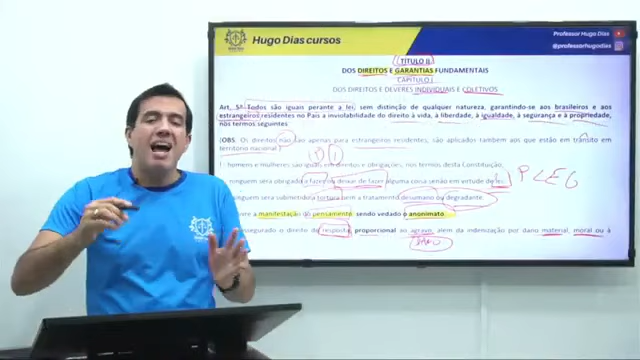 Hugo Dias cursos
Professor Hugo Dias
@professorhugodias
TÍTULO II
DOS DIREITOS E GARANTIAS FUNDAMENTAIS
CAPÍTULO I
DOS DIREITOS E DEVERES INDIVIDUAIS E COLETIVOS
Art. 5º Todos são iguais perante a lei, sem distinção de qualquer natureza, garantindo-se aos brasileiros e aos
estrangeiros residentes no País a inviolabilidade do direito à vida, à liberdade, à igualdade, à segurança e à propriedade,
nos termos seguintes
(OBS. Os direitos não são apenas para estrangeiros residentes, são aplicados também aos que estão em trânsito em
território nacional
homens e mulheres são iguais em direitos e obrigações, nos termos desta Constituição
ninguém será obrigado a fazer ou deixar de fazer alguma coisa senão em virtude de lei
ninguém será submetido a tortura nem a tratamento desumano ou degradante
manifestação do pensamento, sendo vedado o anonimato
assegurado o direito de resposta, proporcional ao agravo, além da indenização por dano material, moral ou à